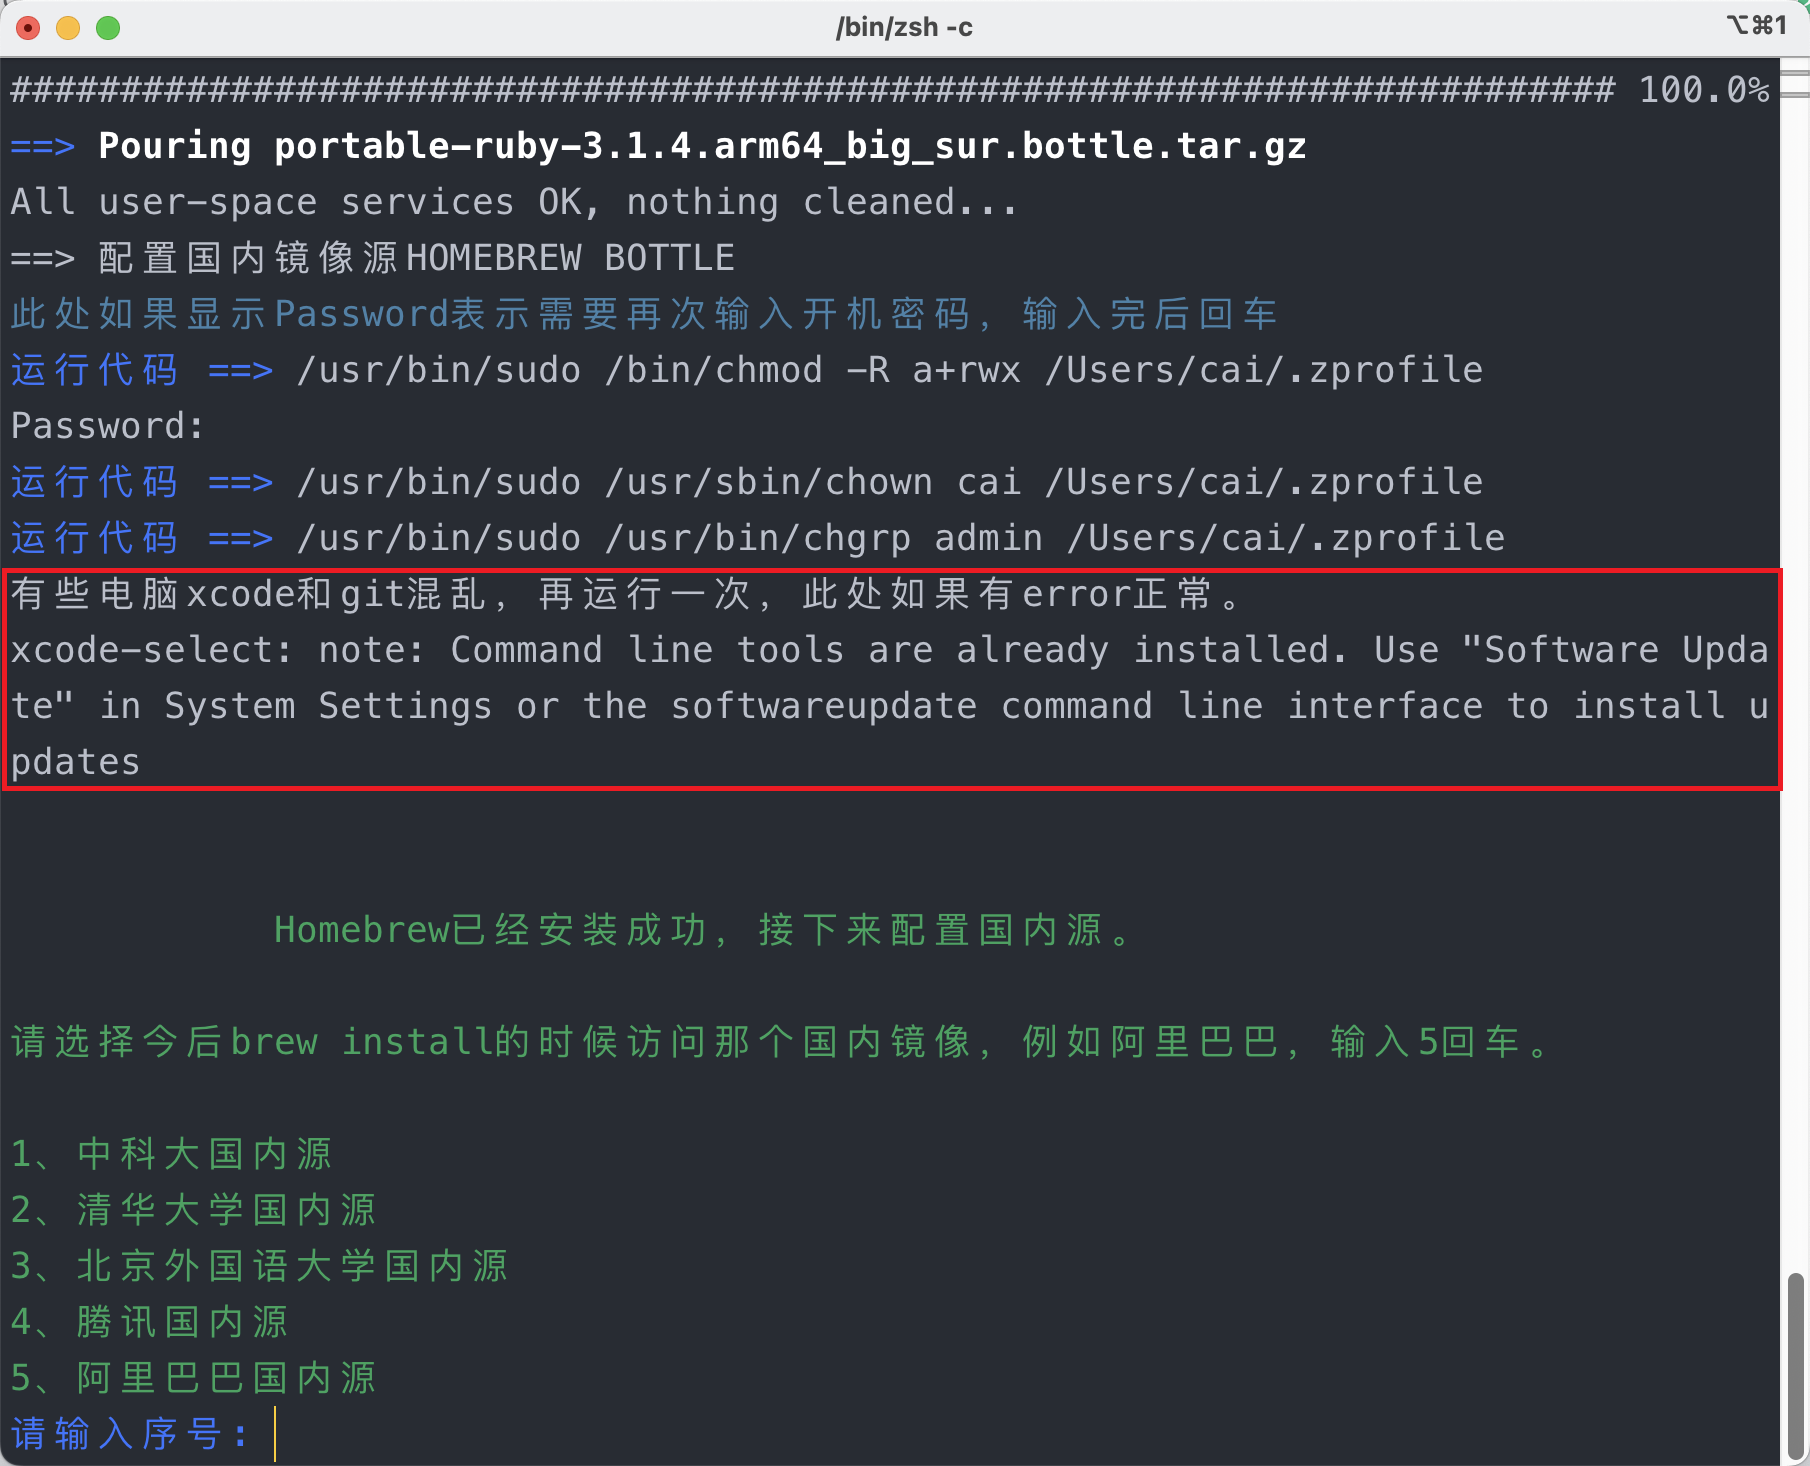 /bin/zsh -c
⌥⌘1
######################################################################### 100.0%
==> Pouring portable-ruby-3.1.4.arm64_big_sur.bottle.tar.gz
All user-space services OK, nothing cleaned...
==> 配置国内镜像源HOMEBREW BOTTLE
此处如果显示Password表示需要再次输入开机密码，输入完后回车
运行代码 ==> /usr/bin/sudo /bin/chmod -R a+rwx /Users/cai/.zprofile
Password:
运行代码 ==> /usr/bin/sudo /usr/sbin/chown cai /Users/cai/.zprofile
运行代码 ==> /usr/bin/sudo /usr/bin/chgrp admin /Users/cai/.zprofile
有些电脑xcode和git混乱，再运行一次，此处如果有error正常。
xcode-select: note: Command line tools are already installed. Use "Software Upda
te" in System Settings or the softwareupdate command line interface to install u
pdates
Homebrew已经安装成功，接下来配置国内源。
请选择今后brew install的时候访问那个国内镜像，例如阿里巴巴，输入5回车。
1、中科大国内源
2、清华大学国内源
3、北京外国语大学国内源
4、腾讯国内源
5、阿里巴巴国内源
请输入序号: